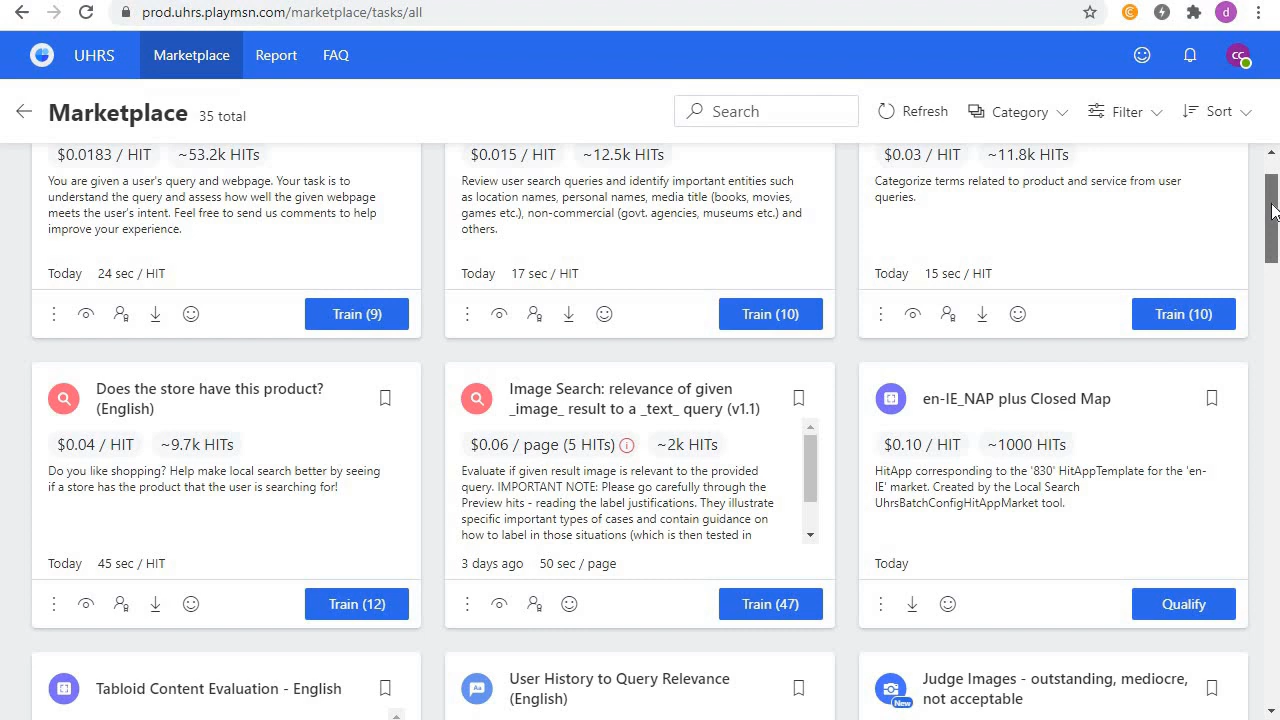 prod.uhrs.playmsn.com/marketplace/tasks/all
d
UHRS
Marketplace
Report
FAQ
CC
Marketplace 35 total
Search
Refresh
Category
Filter
Sort
$0.0183 / HIT ~53.2k HITs
You are given a user's query and webpage. Your task is to
understand the query and assess how well the given webpage
meets the user's intent. Feel free to send us comments to help
improve your experience.
Today 24 sec / HIT
Train (9)
$0.015 / HIT ~12.5k HITs
Review user search queries and identify important entities such
as location names, personal names, media title (books, movies,
games etc.), non-commercial (govt. agencies, museums etc.) and
others.
Today 17 sec / HIT
Train (10)
$0.03 / HIT ~11.8k HITs
Categorize terms related to product and service from user
queries.
Today 15 sec / HIT
Train (10)
Does the store have this product?
(English)
$0.04 / HIT ~9.7k HITs
Do you like shopping? Help make local search better by seeing
if a store has the product that the user is searching for!
Today 45 sec / HIT
Train (12)
Image Search: relevance of given
_image_ result to a _text_ query (v1.1)
$0.06 / page (5 HITs) ~2k HITs
Evaluate if given result image is relevant to the provided
query. IMPORTANT NOTE: Please go carefully through the
Preview hits - reading the label justifications. They illustrate
specific important types of cases and contain guidance on
how to label in those situations (which is then tested in
3 days ago 50 sec / page
Train (47)
en-IE_NAP plus Closed Map
$0.10 / HIT ~1000 HITs
HitApp corresponding to the '830' HitAppTemplate for the 'en-
IE' market. Created by the Local Search
UhrsBatchConfigHitAppMarket tool.
Today
Qualify
Tabloid Content Evaluation - English
Aa
User History to Query Relevance
(English)
New
Judge Images - outstanding, mediocre,
not acceptable